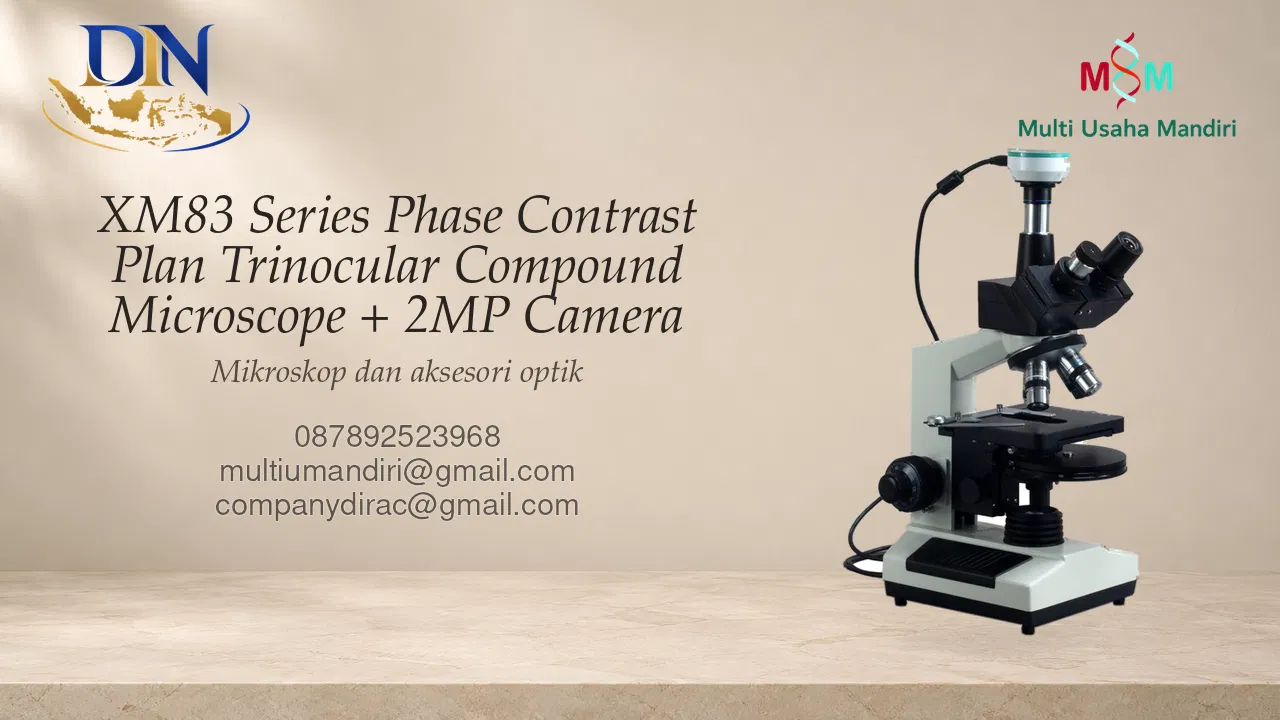 DN
M M
Multi Usaha Mandiri
XM83 Series Phase Contrast
Plan Trinocular Compound
Microscope + 2MP Camera
Mikroskop dan aksesori optik
087892523968
multiumandiri@gmail.com
companydirac@gmail.com